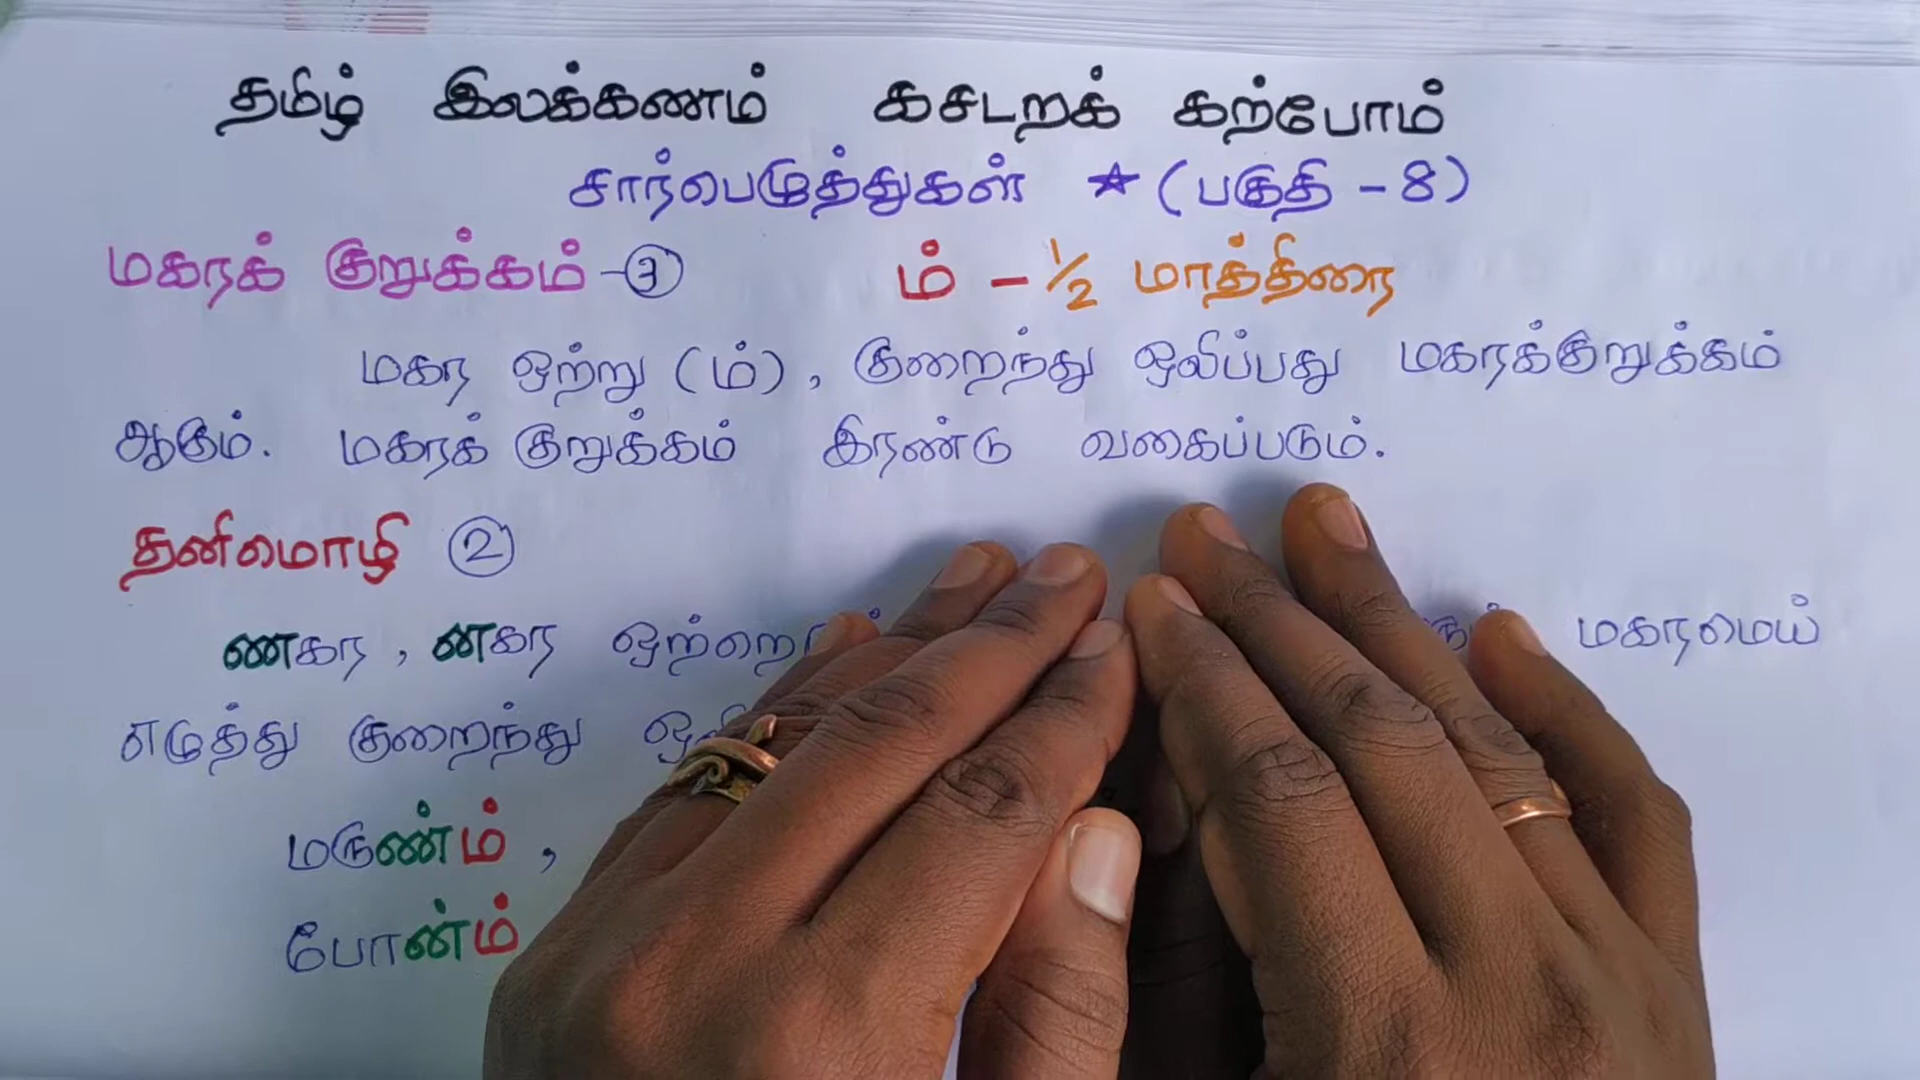 தமிழ் இலக்கணம் கசடறக் கற்போம்
சார்பெழுத்துகள் ★ (பகுதி - 8)
மகரக் குறுக்கம் - 3 ம் - 1/2 மாத்திரை
மகர ஒற்று (ம்), குறைந்து ஒலிப்பது மகரக்குறுக்கம்
ஆகும். மகரக் குறுக்கம் இரண்டு வகைப்படும்.
தனிமொழி 2
ணகர, னகர மகரமெய்
எழுத்து குறைந்து
மருண்ம்,
போன்ம்